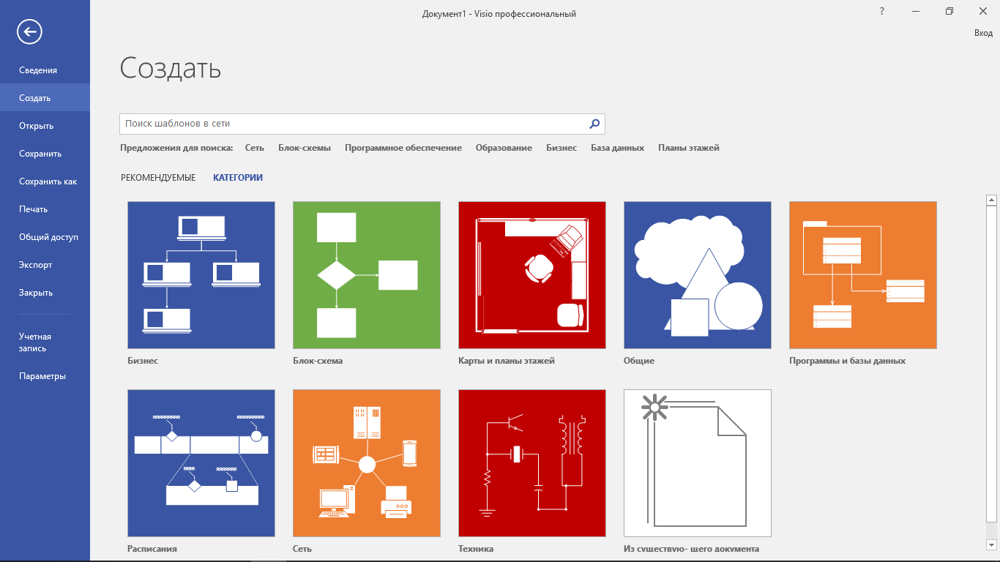 Документ1 - Visio профессиональный
?
Вход
Сведения
Создать
Открыть
Сохранить
Сохранить как
Печать
Общий доступ
Экспорт
Закрыть
Учетная
запись
Параметры
Создать
Поиск шаблонов в сети
Предложения для поиска: Сеть Блок-схемы Программное обеспечение Образование Бизнес База данных Планы этажей
РЕКОМЕНДУЕМЫЕ КАТЕГОРИИ
Бизнес Блок-схема Карты и планы этажей Общие Программы и базы данных
Расписания Сеть Техника Из существую- щего документа